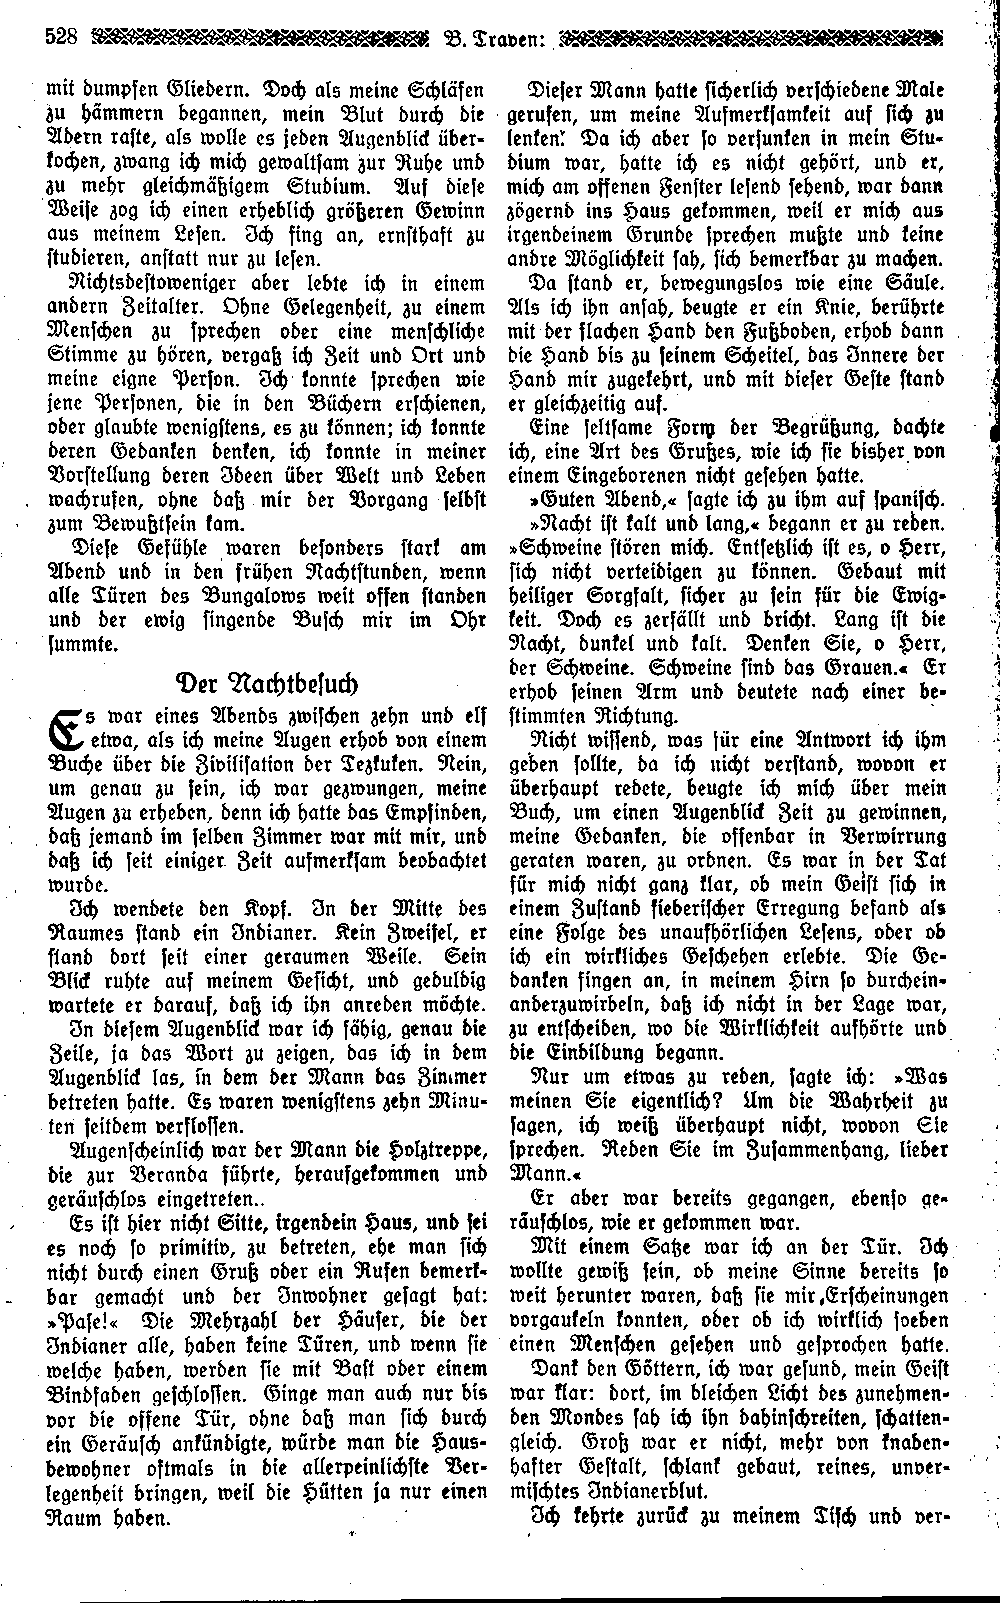 528 B. Traven:
mit dumpfen Gliedern. Doch als meine Schläfen
zu hämmern begannen, mein Blut durch die
Adern raste, als wolle es jeden Augenblick über-
kochen, zwang ich mich gewaltsam zur Ruhe und
zu mehr gleichmäßigem Studium. Auf diese
Weise zog ich einen erheblich größeren Gewinn
aus meinem Lesen. Ich fing an, ernsthaft zu
studieren, anstatt nur zu lesen.
Nichtsdestoweniger aber lebte ich in einem
andern Zeitalter. Ohne Gelegenheit, zu einem
Menschen zu sprechen oder eine menschliche
Stimme zu hören, vergaß ich Zeit und Ort und
meine eigne Person. Ich konnte sprechen wie
jene Personen, die in den Büchern erschienen,
oder glaubte wenigstens, es zu können; ich konnte
deren Gedanken denken, ich konnte in meiner
Vorstellung deren Ideen über Welt und Leben
wachrufen, ohne daß mir der Vorgang selbst
zum Bewußtsein kam.
Diese Gefühle waren besonders stark am
Abend und in den frühen Nachtstunden, wenn
alle Türen des Bungalows weit offen standen
und der ewig singende Busch mir im Ohr
summte.
Der Nachtbesuch
Es war eines Abends zwischen zehn und elf
etwa, als ich meine Augen erhob von einem
Buche über die Zivilisation der Tezkuken. Nein,
um genau zu sein, ich war gezwungen, meine
Augen zu erheben, denn ich hatte das Empfinden,
daß jemand im selben Zimmer war mit mir, und
daß ich seit einiger Zeit aufmerksam beobachtet
wurde.
Ich wendete den Kopf. In der Mitte des
Raumes stand ein Indianer. Kein Zweifel, er
stand dort seit einer geraumen Weile. Sein
Blick ruhte auf meinem Gesicht, und geduldig
wartete er darauf, daß ich ihn anreden möchte.
In diesem Augenblick war ich fähig, genau die
Zeile, ja das Wort zu zeigen, das ich in dem
Augenblick las, in dem der Mann das Zimmer
betreten hatte. Es waren wenigstens zehn Minu-
ten seitdem verflossen.
Augenscheinlich war der Mann die Holztreppe,
die zur Veranda führte, heraufgekommen und
geräuschlos eingetreten..
Es ist hier nicht Sitte, irgendein Haus, und sei
es noch so primitiv, zu betreten, ehe man sich
nicht durch einen Gruß oder ein Rufen bemerk-
bar gemacht und der Inwohner gesagt hat:
»Pase!« Die Mehrzahl der Häuser, die der
Indianer alle, haben keine Türen, und wenn sie
welche haben, werden sie mit Bast oder einem
Bindfaden geschlossen. Ginge man auch nur bis
vor die offene Tür, ohne daß man sich durch
ein Geräusch ankündigte, würde man die Haus-
bewohner oftmals in die allerpeinlichste Ver-
legenheit bringen, weil die Hütten ja nur einen
Raum haben.
Dieser Mann hatte sicherlich verschiedene Male
gerufen, um meine Aufmerksamkeit auf sich zu
lenken. Da ich aber so versunken in mein Stu-
dium war, hatte ich es nicht gehört, und er,
mich am offenen Fenster lesend sehend, war dann
zögernd ins Haus gekommen, weil er mich aus
irgendeinem Grunde sprechen mußte und keine
andre Möglichkeit sah, sich bemerkbar zu machen.
Da stand er, bewegungslos wie eine Säule.
Als ich ihn ansah, beugte er ein Knie, berührte
mit der flachen Hand den Fußboden, erhob dann
die Hand bis zu seinem Scheitel, das Innere der
Hand mir zugekehrt, und mit dieser Geste stand
er gleichzeitig auf.
Eine seltsame Form der Begrüßung, dachte
ich, eine Art des Grußes, wie ich sie bisher von
einem Eingeborenen nicht gesehen hatte.
»Guten Abend,« sagte ich zu ihm auf spanisch.
»Nacht ist kalt und lang,« begann er zu reden.
»Schweine stören mich. Entsetzlich ist es, o Herr,
sich nicht verteidigen zu können. Gebaut mit
heiliger Sorgfalt, sicher zu sein für die Ewig-
keit. Doch es zerfällt und bricht. Lang ist die
Nacht, dunkel und kalt. Denken Sie, o Herr,
der Schweine. Schweine sind das Grauen.« Er
erhob seinen Arm und deutete nach einer be-
stimmten Richtung.
Nicht wissend, was für eine Antwort ich ihm
geben sollte, da ich nicht verstand, wovon er
überhaupt redete, beugte ich mich über mein
Buch, um einen Augenblick Zeit zu gewinnen,
meine Gedanken, die offenbar in Verwirrung
geraten waren, zu ordnen. Es war in der Tat
für mich nicht ganz klar, ob mein Geist sich in
einem Zustand fieberischer Erregung befand als
eine Folge des unaufhörlichen Lesens, oder ob
ich ein wirkliches Geschehen erlebte. Die Ge-
danken fingen an, in meinem Hirn so durchein-
anderzuwirbeln, daß ich nicht in der Lage war,
zu entscheiden, wo die Wirklichkeit aufhörte und
die Einbildung begann.
Nur um etwas zu reden, sagte ich: »Was
meinen Sie eigentlich? Um die Wahrheit zu
sagen, ich weiß überhaupt nicht, wovon Sie
sprechen. Reden Sie im Zusammenhang, lieber
Mann.«
Er aber war bereits gegangen, ebenso ge-
räuschlos, wie er gekommen war.
Mit einem Satze war ich an der Tür. Ich
wollte gewiß sein, ob meine Sinne bereits so
weit herunter waren, daß sie mir Erscheinungen
vorgaukeln konnten, oder ob ich wirklich soeben
einen Menschen gesehen und gesprochen hatte.
Dank den Göttern, ich war gesund, mein Geist
war klar: dort, im bleichen Licht des zunehmen-
den Mondes sah ich ihn dahinschreiten, schatten-
gleich. Groß war er nicht, mehr von knaben-
hafter Gestalt, schlank gebaut, reines, unver-
mischtes Indianerblut.
Ich kehrte zurück zu meinem Tisch und ver-